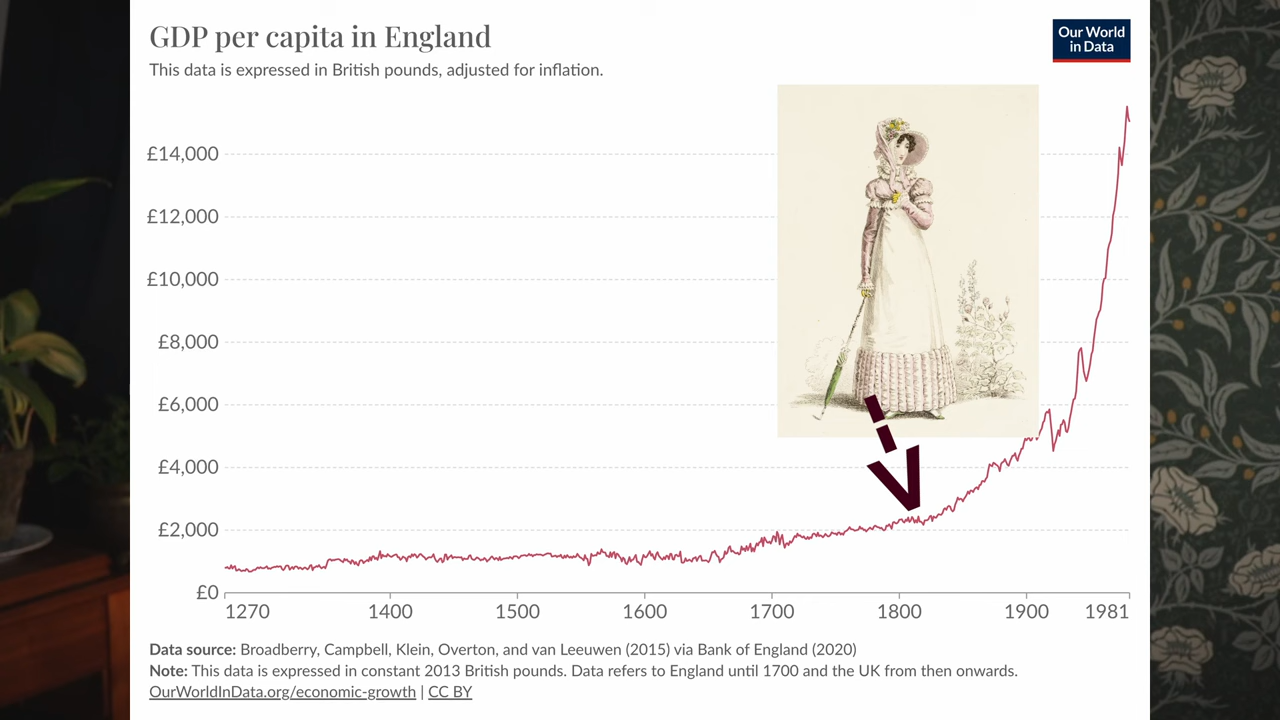 GDP per capita in England
Our World
in Data
This data is expressed in British pounds, adjusted for inflation.
£14,000
£12,000
£10,000
£8,000
£6,000
£4,000
£2,000
£0
1270 1400 1500 1600 1700 1800 1900 1981
Data source: Broadberry, Campbell, Klein, Overton, and van Leeuwen (2015) via Bank of England (2020)
Note: This data is expressed in constant 2013 British pounds. Data refers to England until 1700 and the UK from then onwards.
OurWorldInData.org/economic-growth | CC BY